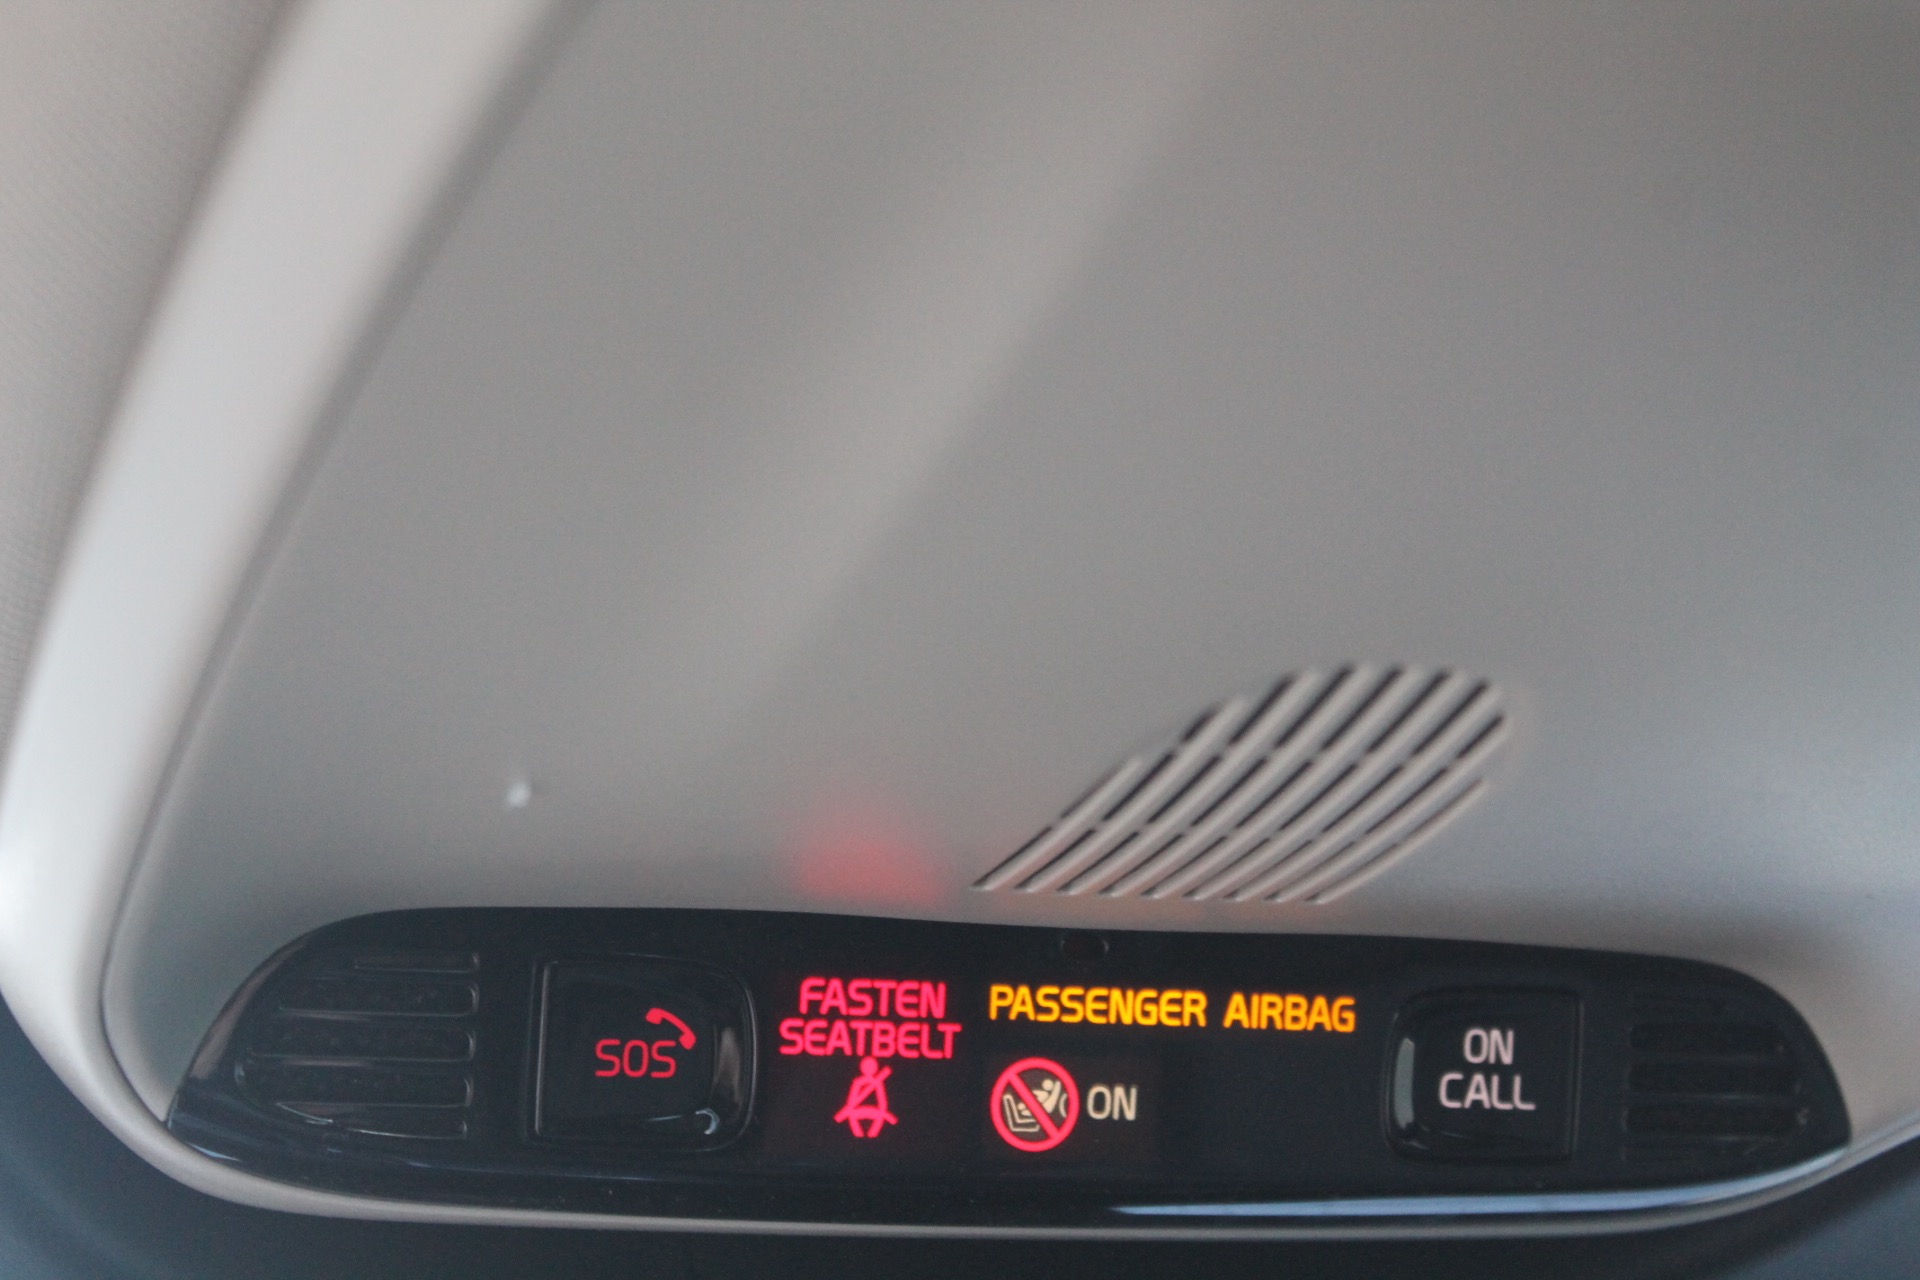 SOS
FASTEN
SEATBELT
PASSENGER AIRBAG
ON
ON
CALL